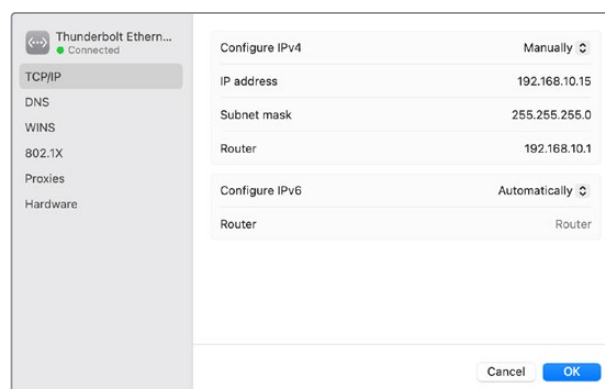 Thunderbolt Ethern...
Connected
TCP/IP
DNS
WINS
802.1X
Proxies
Hardware
Configure IPv4 Manually
IP address 192.168.10.15
Subnet mask 255.255.255.0
Router 192.168.10.1
Configure IPv6 Automatically
Router Router
Cancel OK